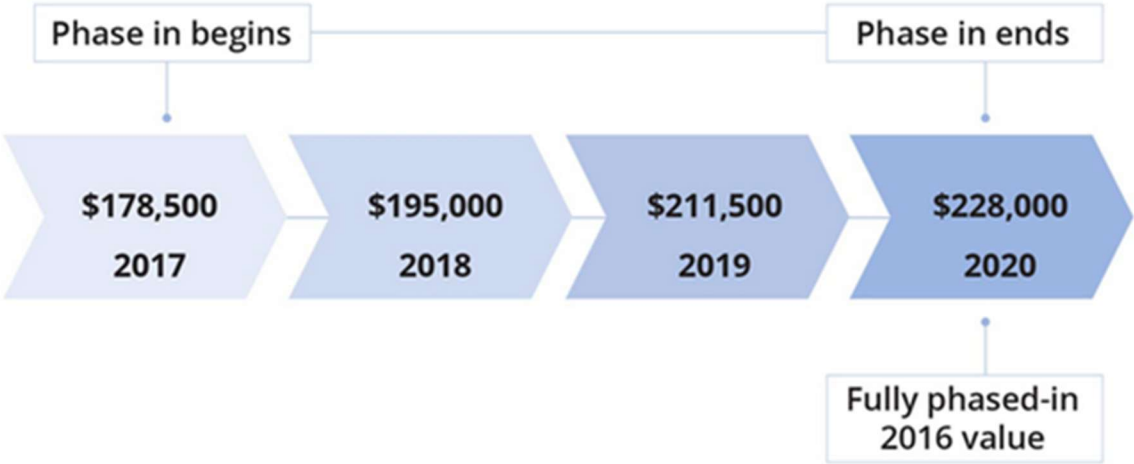 Phase in begins
Phase in ends
$178,500
2017
$195,000
2018
$211,500
2019
$228,000
2020
Fully phased-in
2016 value